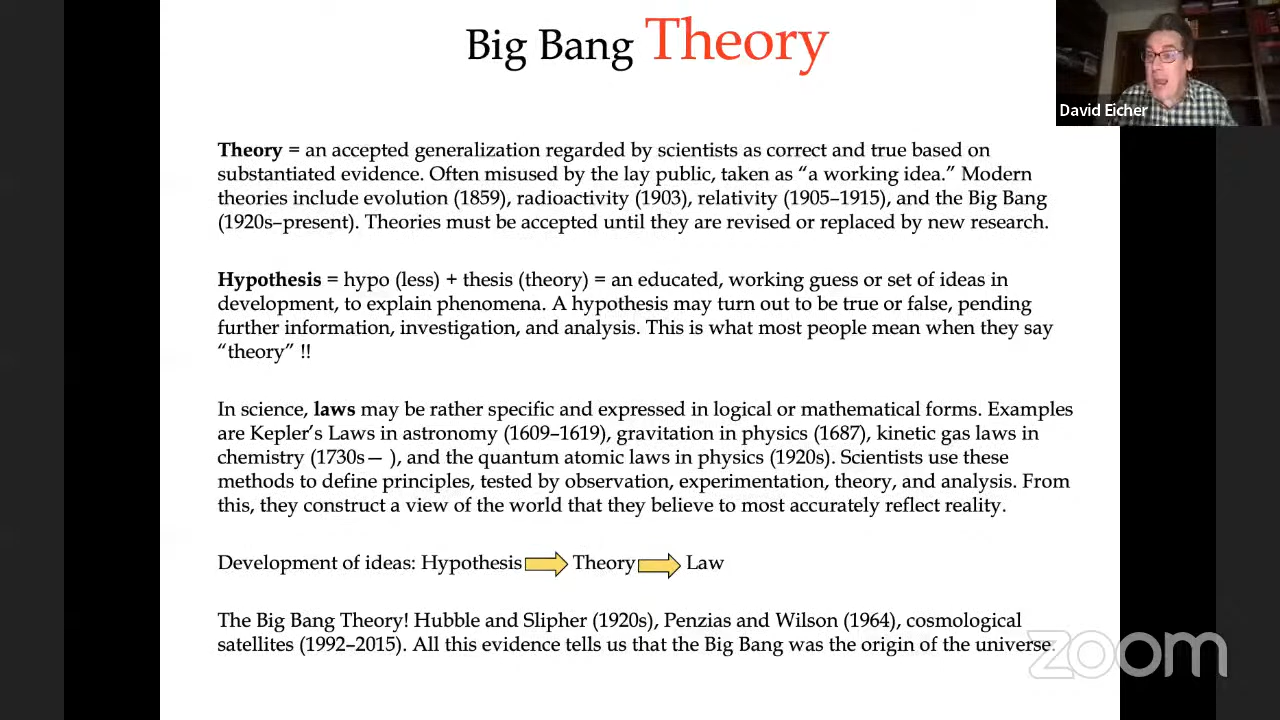 Big Bang Theory
David Eicher
Theory = an accepted generalization regarded by scientists as correct and true based on
substantiated evidence. Often misused by the lay public, taken as “a working idea.” Modern
theories include evolution (1859), radioactivity (1903), relativity (1905–1915), and the Big Bang
(1920s–present). Theories must be accepted until they are revised or replaced by new research.
Hypothesis = hypo (less) + thesis (theory) = an educated, working guess or set of ideas in
development, to explain phenomena. A hypothesis may turn out to be true or false, pending
further information, investigation, and analysis. This is what most people mean when they say
“theory” !!
In science, laws may be rather specific and expressed in logical or mathematical forms. Examples
are Kepler’s Laws in astronomy (1609–1619), gravitation in physics (1687), kinetic gas laws in
chemistry (1730s— ), and the quantum atomic laws in physics (1920s). Scientists use these
methods to define principles, tested by observation, experimentation, theory, and analysis. From
this, they construct a view of the world that they believe to most accurately reflect reality.
Development of ideas: Hypothesis Theory Law
The Big Bang Theory! Hubble and Slipher (1920s), Penzias and Wilson (1964), cosmological
satellites (1992–2015). All this evidence tells us that the Big Bang was the origin of the universe.
zoom